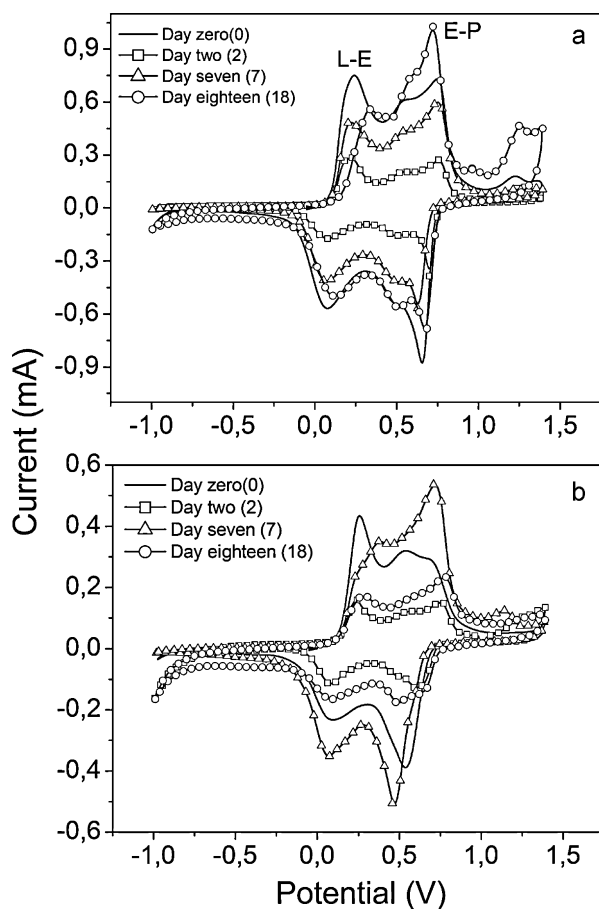 a
E-P
L-E
Day zero(0)
Day two (2)
Day seven (7)
Day eighteen (18)
0,9
0,6
0,3
0,0
-0,3
-0,6
-0,9
-1,0 -0,5 0,0 0,5 1,0 1,5
Current (mA)
b
Day zero(0)
Day two (2)
Day seven (7)
Day eighteen (18)
0,6
0,4
0,2
0,0
-0,2
-0,4
-0,6
-1,0 -0,5 0,0 0,5 1,0 1,5
Potential (V)